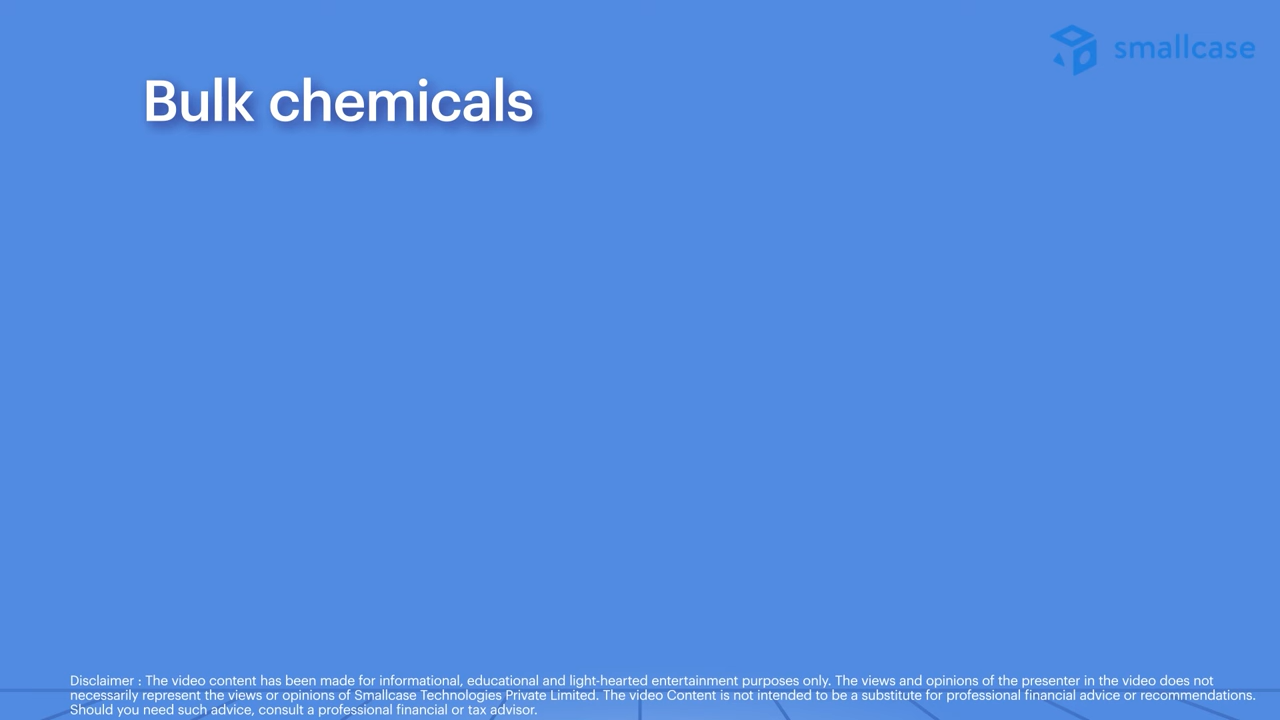 smallcase
Bulk chemicals
Disclaimer : The video content has been made for informational, educational and light-hearted entertainment purposes only. The views and opinions of the presenter in the video does not
necessarily represent the views or opinions of Smallcase Technologies Private Limited. The video Content is not intended to be a substitute for professional financial advice or recommendations.
Should you need such advice, consult a professional financial or tax advisor.